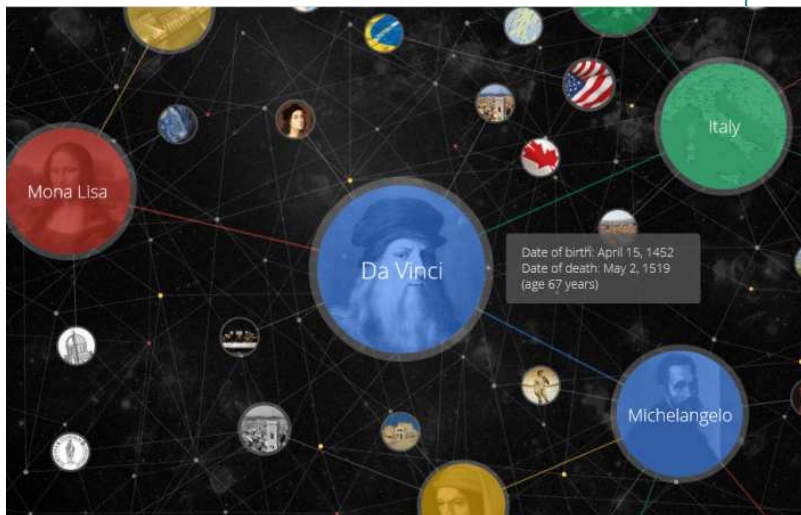 Italy
Mona Lisa
Da Vinci
Date of birth: April 15, 1452
Date of death: May 2, 1519
(age 67 years)
Michelangelo